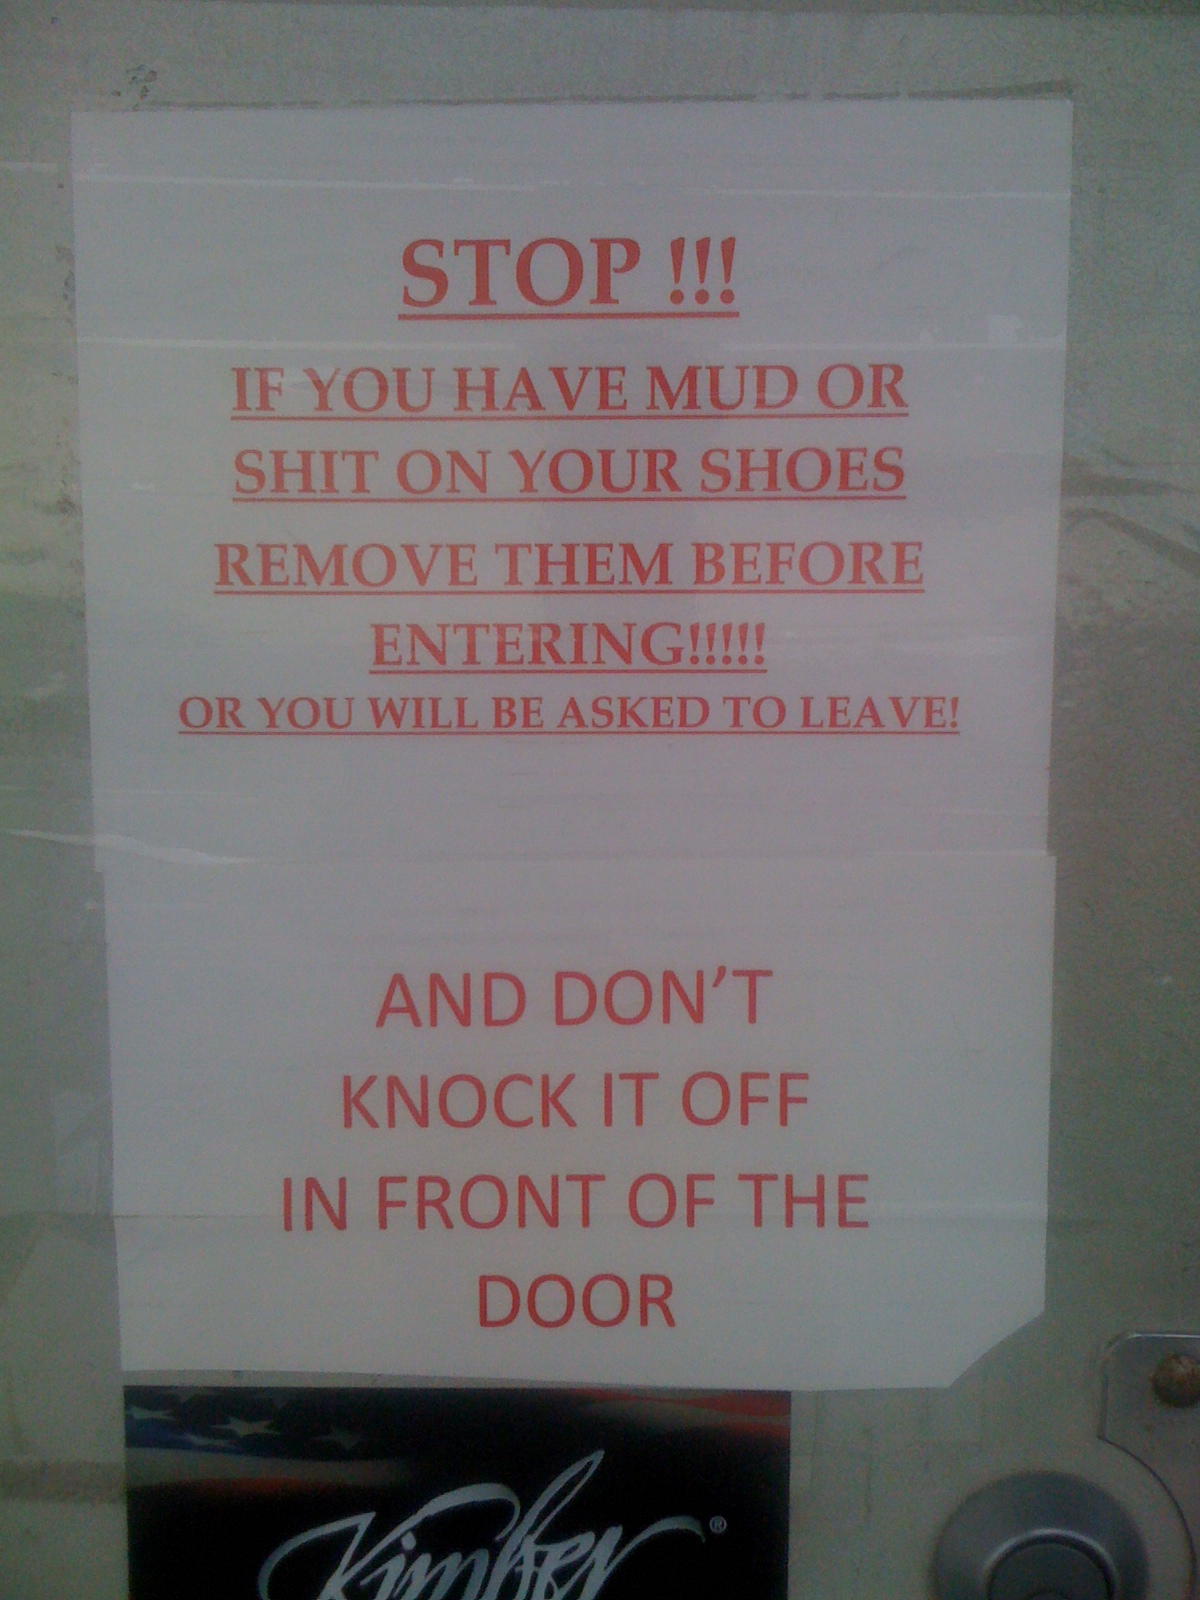 STOP !!!
IF YOU HAVE MUD OR
SHIT ON YOUR SHOES
REMOVE THEM BEFORE
ENTERING!!!!!
OR YOU WILL BE ASKED TO LEAVE!
AND DON'T
KNOCK IT OFF
IN FRONT OF THE
DOOR
Kimber ®